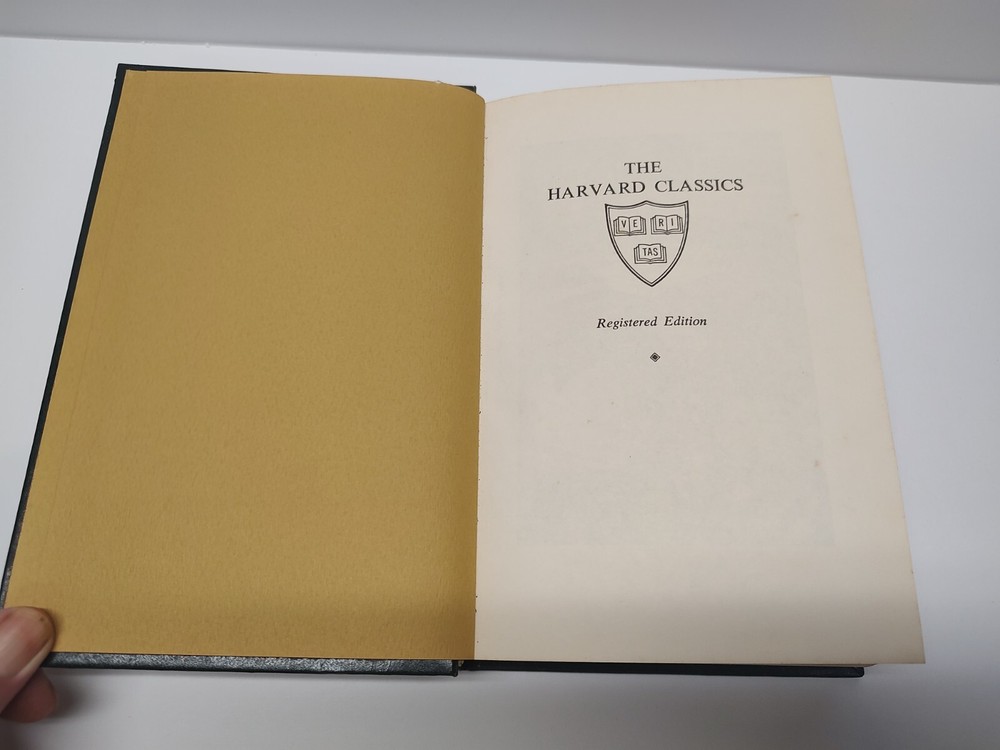 THE
HARVARD CLASSICS
VE RI
TAS
Registered Edition